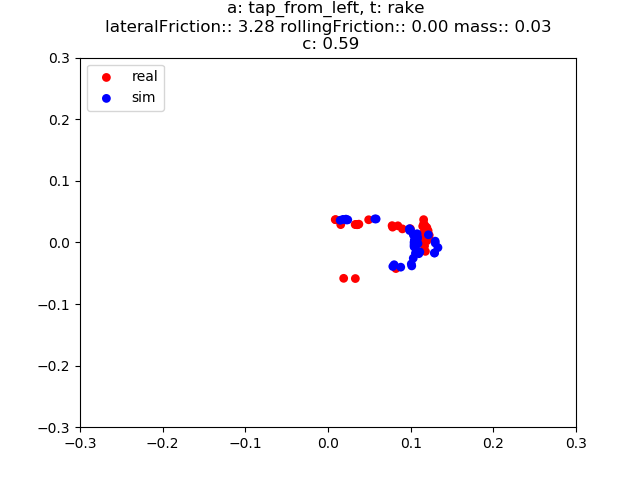 a: tap_from_left, t: rake
lateralFriction:: 3.28 rollingFriction:: 0.00 mass:: 0.03
c: 0.59
0.3
real
sim
0.2
0.1
0.0
−0.1
−0.2
−0.3
−0.3 −0.2 −0.1 0.0 0.1 0.2 0.3